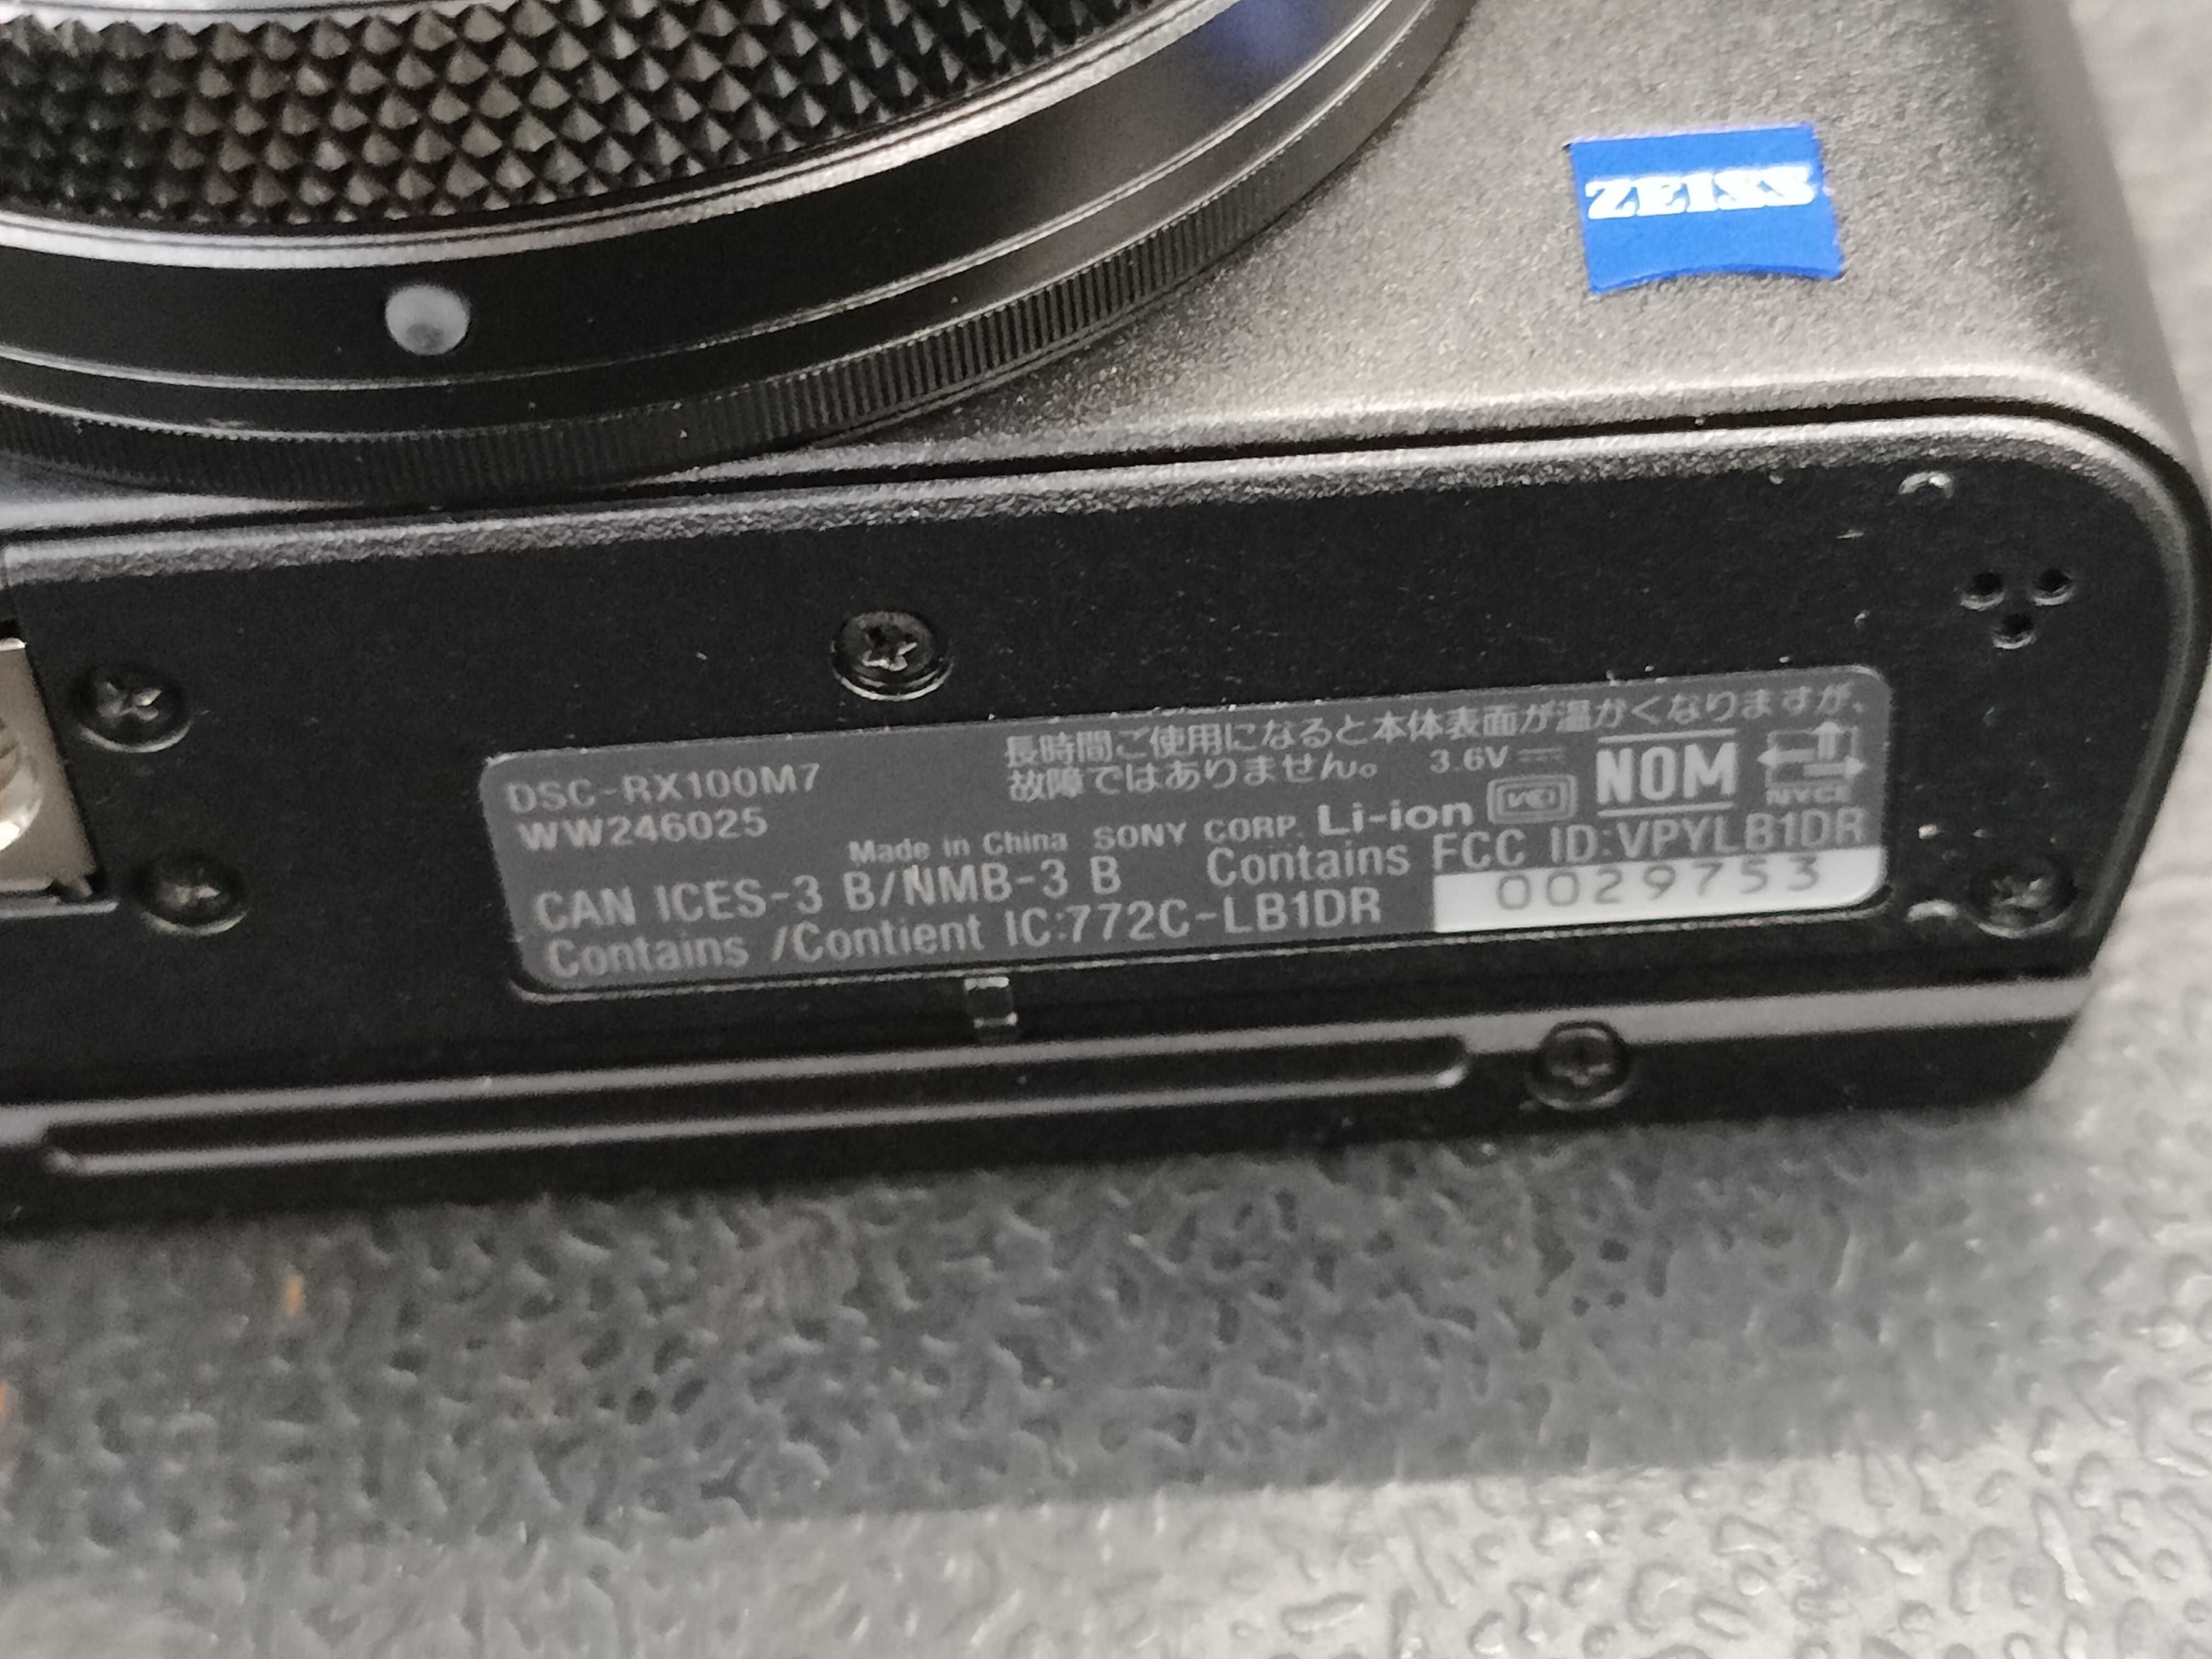 ZEISS
長時間ご使用になると本体表面が温かくなりますが、
故障ではありません。 3.6V
DSC-RX100M7
WW246025
NOM
NYCE
Made in China SONY CORP. Li-ion
CAN ICES-3 B/NMB-3 B Contains FCC ID:VPYLB1DR
Contains /Contient IC:772C-LB1DR 0029753